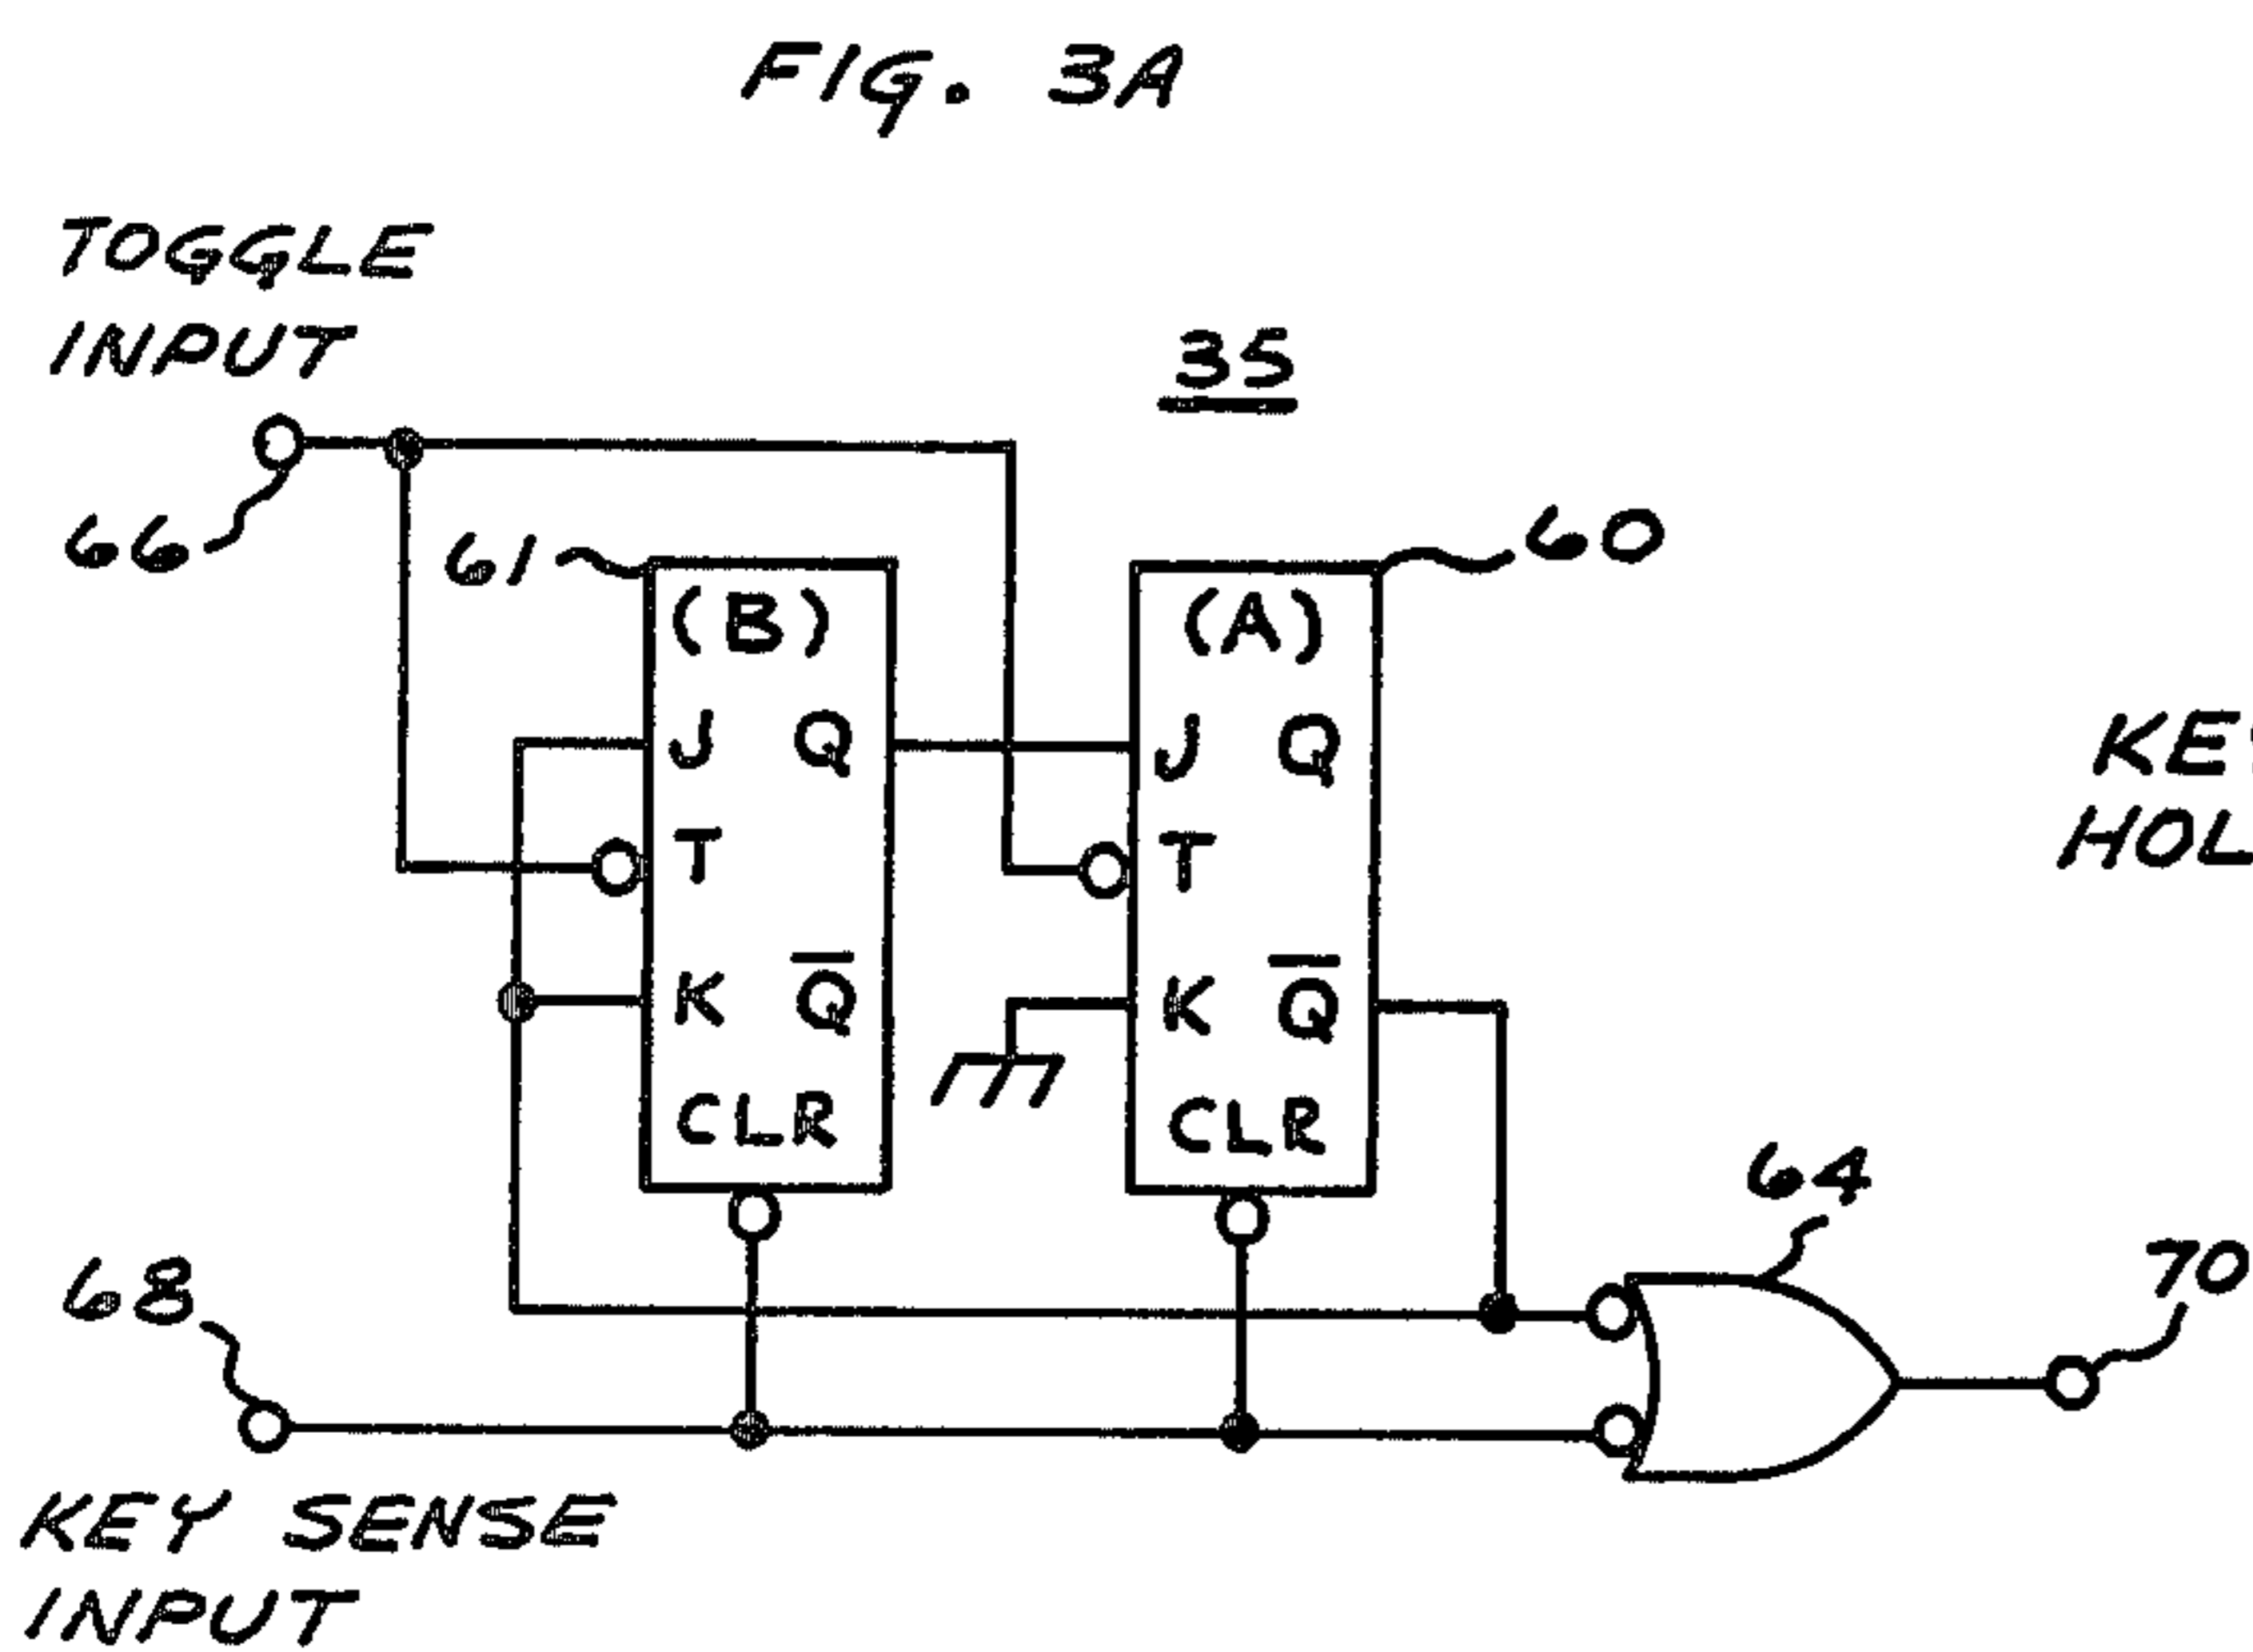 FIG. 3A
TOGGLE
INPUT
35
66
61
60
(B)
(A)
J Q
J Q
T
T
K Q̅
K Q̅
CLR
CLR
64
68
70
KEY SENSE
INPUT